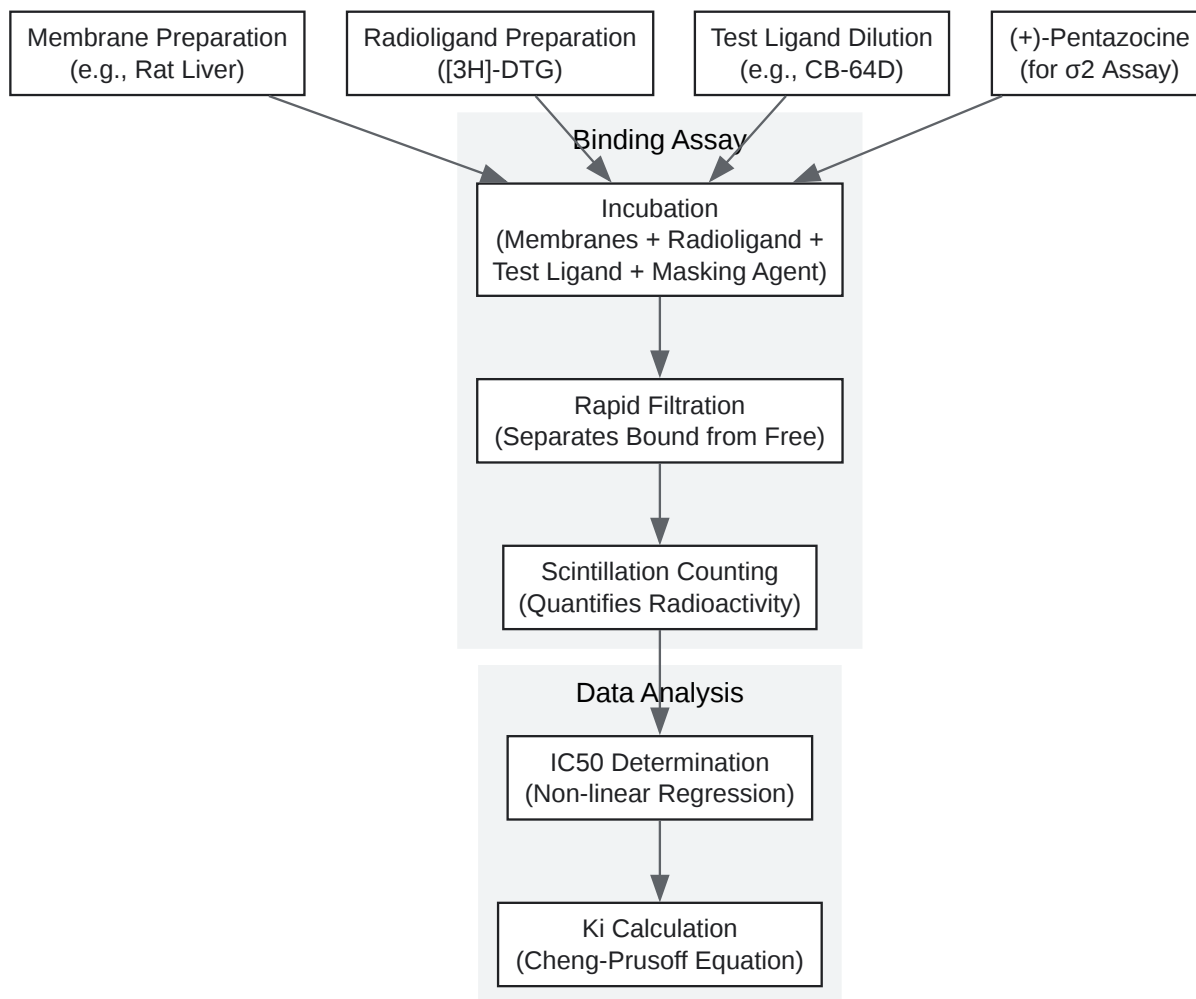 Membrane Preparation
(e.g., Rat Liver)
Radioligand Preparation
([3H]-DTG)
Test Ligand Dilution
(e.g., CB-64D)
(+)-Pentazocine
(for σ2 Assay)
Binding Assay
Incubation
(Membranes + Radioligand +
Test Ligand + Masking Agent)
Rapid Filtration
(Separates Bound from Free)
Scintillation Counting
(Quantifies Radioactivity)
Data Analysis
IC50 Determination
(Non-linear Regression)
Ki Calculation
(Cheng-Prusoff Equation)